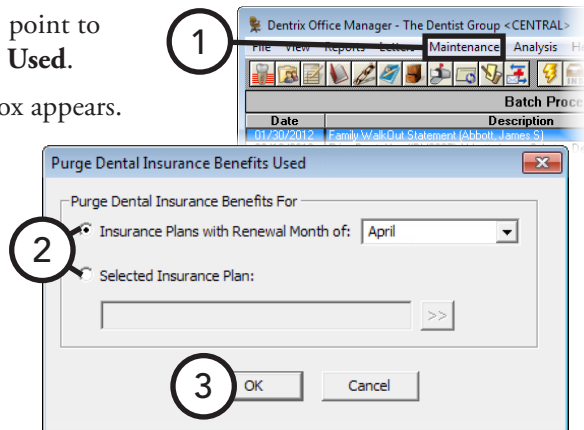 point to
Used.
ox appears.
1
Dentrix Office Manager - The Dentist Group <CENTRAL>
File View Reports Letters Maintenance Analysis
Batch Proce
Date Description
01/30/2012 Family WalkOut Statement (Abbott, James S)
Purge Dental Insurance Benefits Used
Purge Dental Insurance Benefits For
2
Insurance Plans with Renewal Month of: April
Selected Insurance Plan:
>>
3
OK Cancel